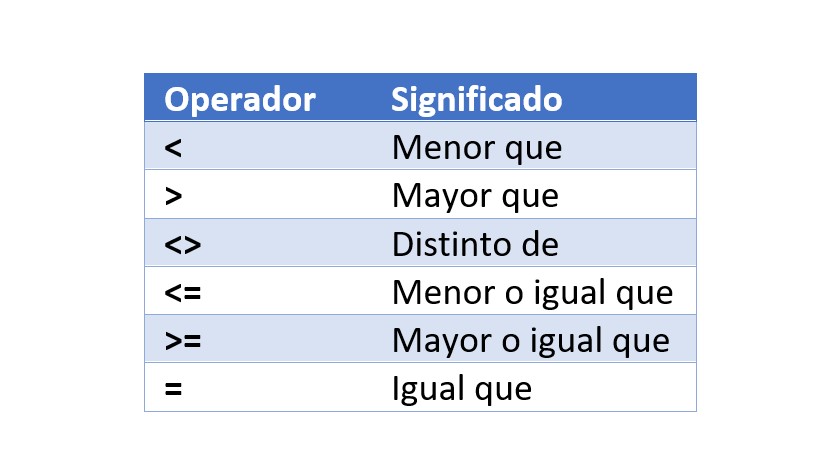 Operador Significado
< Menor que
> Mayor que
<> Distinto de
<= Menor o igual que
>= Mayor o igual que
= Igual que